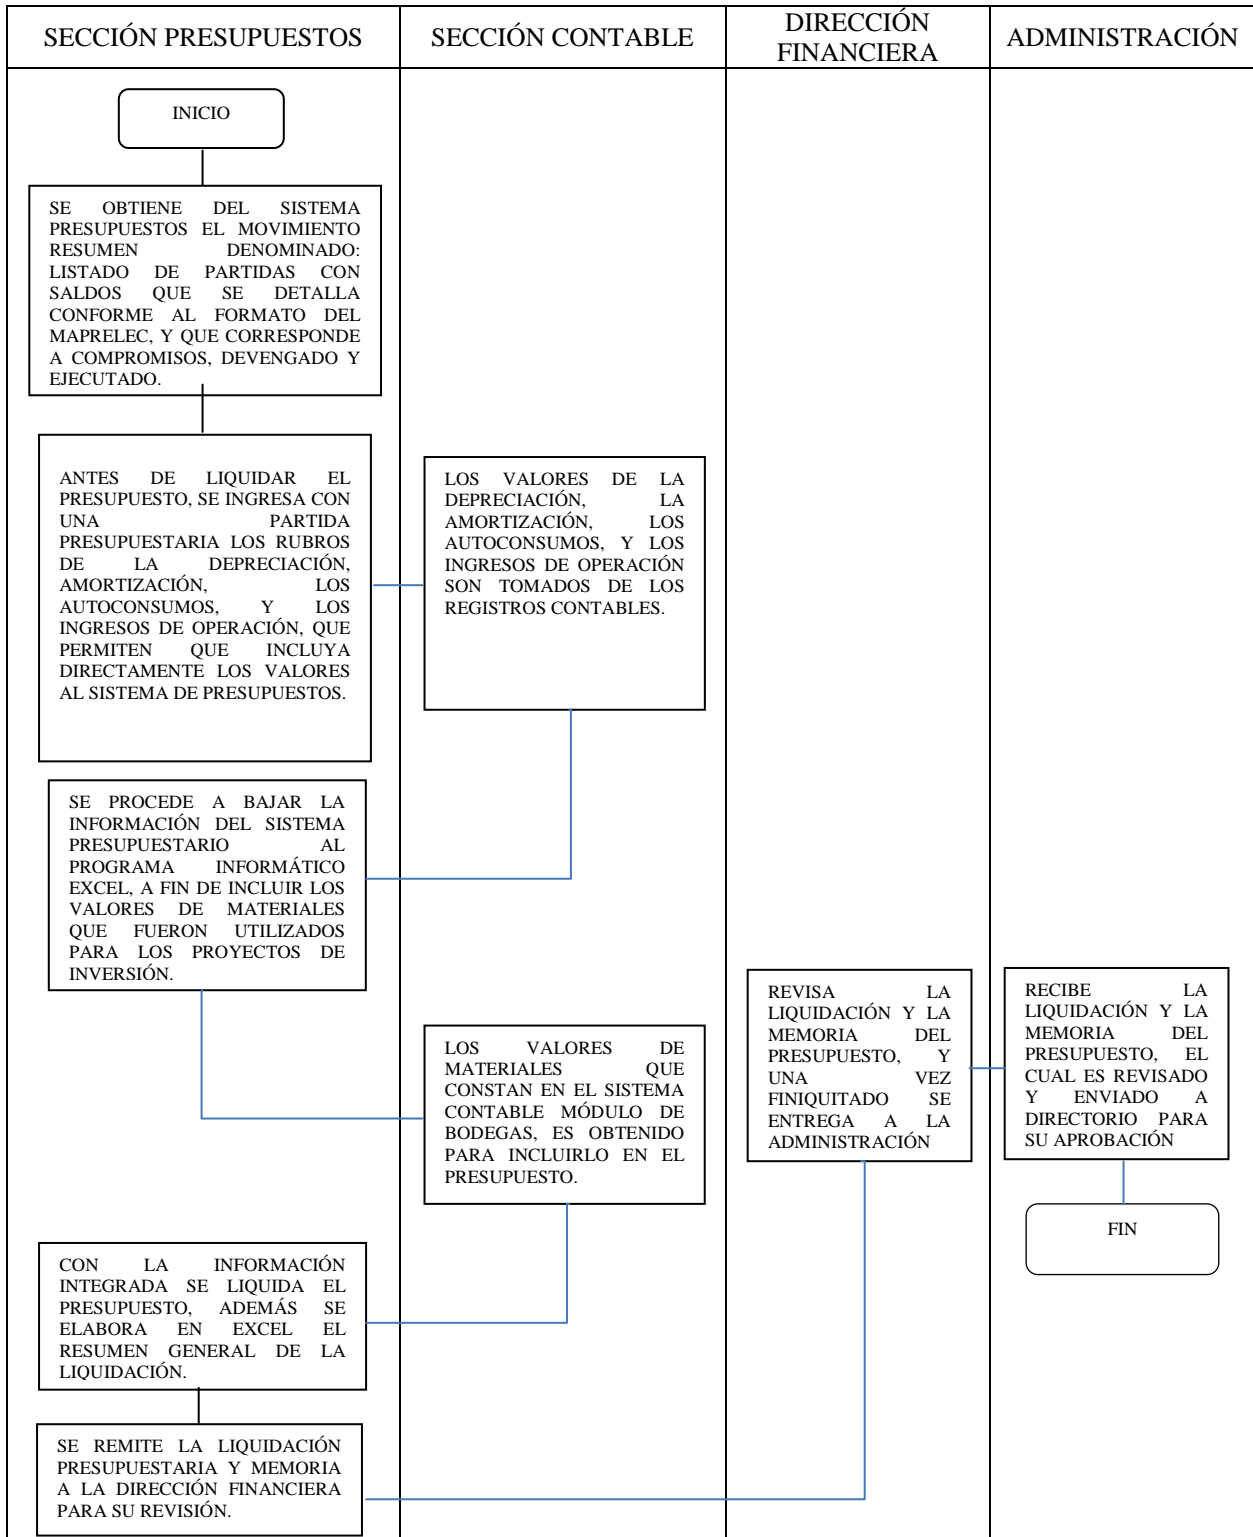 SECCIÓN PRESUPUESTOS
SECCIÓN CONTABLE
DIRECCIÓN
FINANCIERA
ADMINISTRACIÓN
INICIO
SE OBTIENE DEL SISTEMA
PRESUPUESTOS EL MOVIMIENTO
RESUMEN DENOMINADO:
LISTADO DE PARTIDAS CON
SALDOS QUE SE DETALLA
CONFORME AL FORMATO DEL
MAPRELEC, Y QUE CORRESPONDE
A COMPROMISOS, DEVENGADO Y
EJECUTADO.
ANTES DE LIQUIDAR EL
PRESUPUESTO, SE INGRESA CON
UNA PARTIDA
PRESUPUESTARIA LOS RUBROS
DE LA DEPRECIACIÓN,
AMORTIZACIÓN, LOS
AUTOCONSUMOS, Y LOS
INGRESOS DE OPERACIÓN, QUE
PERMITEN QUE INCLUYA
DIRECTAMENTE LOS VALORES
AL SISTEMA DE PRESUPUESTOS.
LOS VALORES DE LA
DEPRECIACIÓN, LA
AMORTIZACIÓN, LOS
AUTOCONSUMOS, Y LOS
INGRESOS DE OPERACIÓN
SON TOMADOS DE LOS
REGISTROS CONTABLES.
SE PROCEDE A BAJAR LA
INFORMACIÓN DEL SISTEMA
PRESUPUESTARIO AL
PROGRAMA INFORMÁTICO
EXCEL, A FIN DE INCLUIR LOS
VALORES DE MATERIALES
QUE FUERON UTILIZADOS
PARA LOS PROYECTOS DE
INVERSIÓN.
LOS VALORES DE
MATERIALES QUE
CONSTAN EN EL SISTEMA
CONTABLE MÓDULO DE
BODEGAS, ES OBTENIDO
PARA INCLUIRLO EN EL
PRESUPUESTO.
CON LA INFORMACIÓN
INTEGRADA SE LIQUIDA EL
PRESUPUESTO, ADEMÁS SE
ELABORA EN EXCEL EL
RESUMEN GENERAL DE LA
LIQUIDACIÓN.
SE REMITE LA LIQUIDACIÓN
PRESUPUESTARIA Y MEMORIA
A LA DIRECCIÓN FINANCIERA
PARA SU REVISIÓN.
REVISA LA
LIQUIDACIÓN Y LA
MEMORIA DEL
PRESUPUESTO, Y
UNA VEZ
FINIQUITADO SE
ENTREGA A LA
ADMINISTRACIÓN
RECIBE LA
LIQUIDACIÓN Y LA
MEMORIA DEL
PRESUPUESTO, EL
CUAL ES REVISADO
Y ENVIADO A
DIRECTORIO PARA
SU APROBACIÓN
FIN